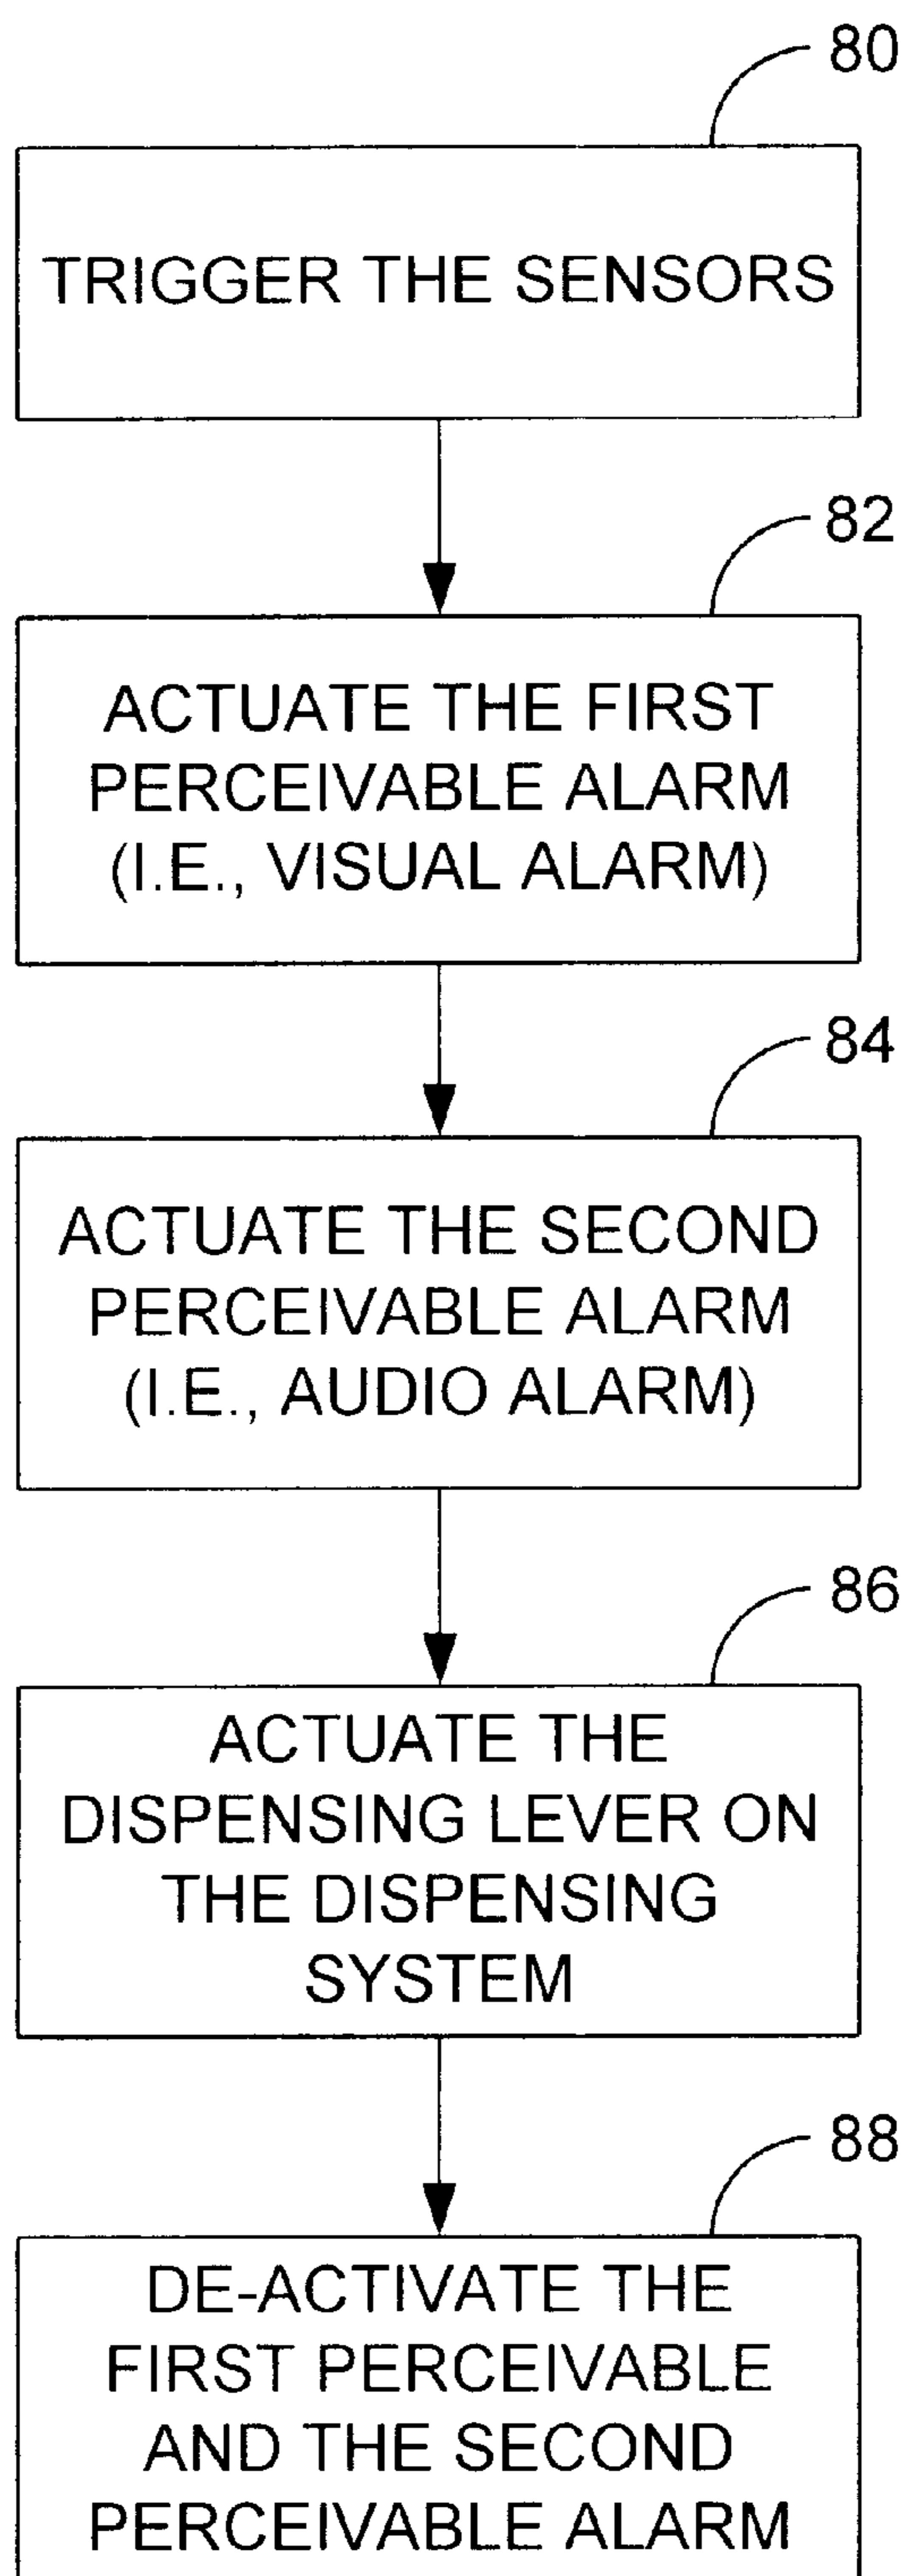 80
TRIGGER THE SENSORS
82
ACTUATE THE FIRST
PERCEIVABLE ALARM
(I.E., VISUAL ALARM)
84
ACTUATE THE SECOND
PERCEIVABLE ALARM
(I.E., AUDIO ALARM)
86
ACTUATE THE
DISPENSING LEVER ON
THE DISPENSING
SYSTEM
88
DE-ACTIVATE THE
FIRST PERCEIVABLE
AND THE SECOND
PERCEIVABLE ALARM